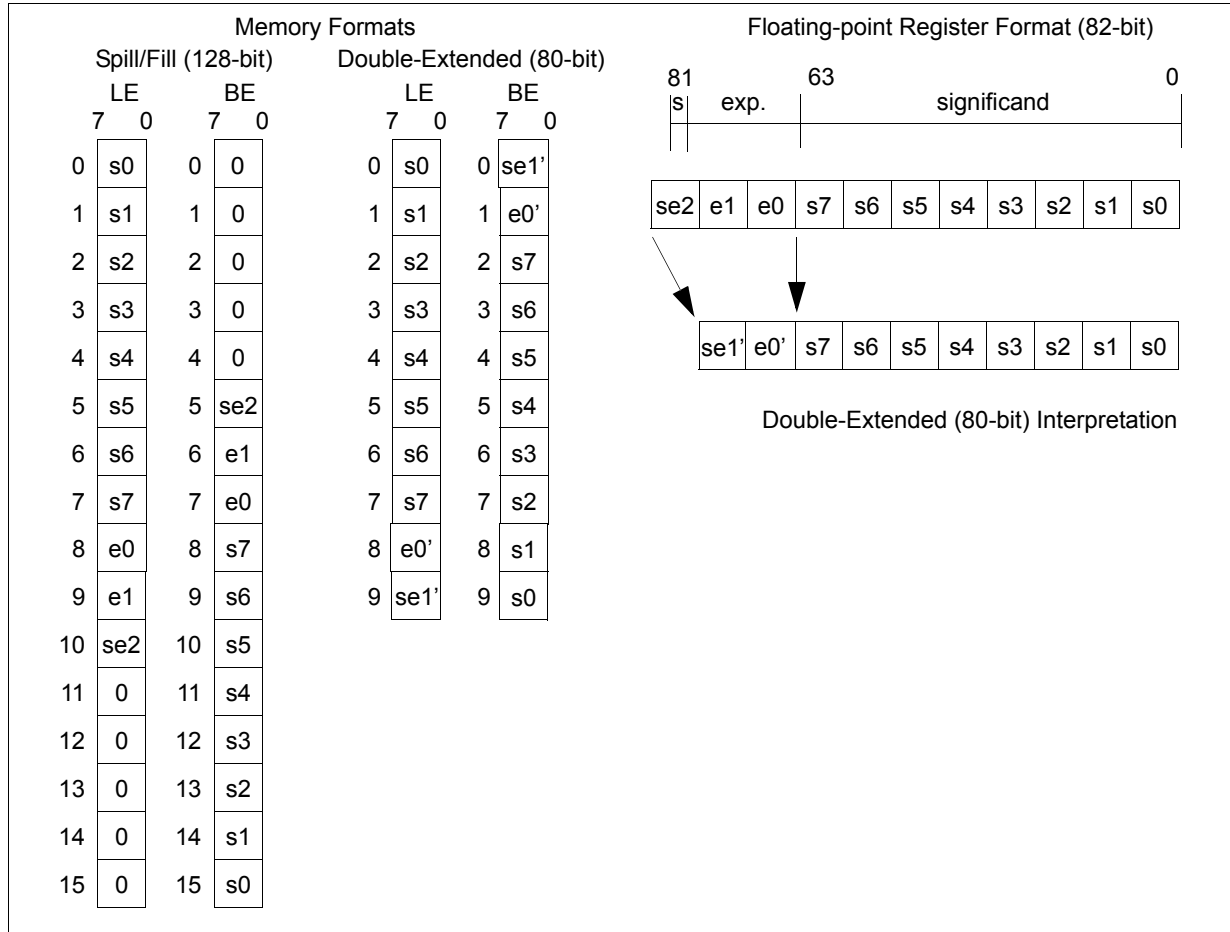 Memory Formats
Spill/Fill (128-bit) Double-Extended (80-bit)
LE BE LE BE
7 0 7 0 7 0 7 0
0 s0 0 0 0 s0 0 se1’
1 s1 1 0 1 s1 1 e0’
2 s2 2 0 2 s2 2 s7
3 s3 3 0 3 s3 3 s6
4 s4 4 0 4 s4 4 s5
5 s5 5 se2 5 s5 5 s4
6 s6 6 e1 6 s6 6 s3
7 s7 7 e0 7 s7 7 s2
8 e0 8 s7 8 e0’ 8 s1
9 e1 9 s6 9 se1’ 9 s0
10 se2 10 s5
11 0 11 s4
12 0 12 s3
13 0 13 s2
14 0 14 s1
15 0 15 s0
Floating-point Register Format (82-bit)
81 63 0
s exp. significand
se2 e1 e0 s7 s6 s5 s4 s3 s2 s1 s0
se1’ e0’ s7 s6 s5 s4 s3 s2 s1 s0
Double-Extended (80-bit) Interpretation